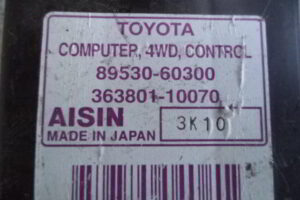 TOYOTA
COMPUTER, 4WD, CONTROL
89530-60300
363801-10070
AISIN 3K10
MADE IN JAPAN